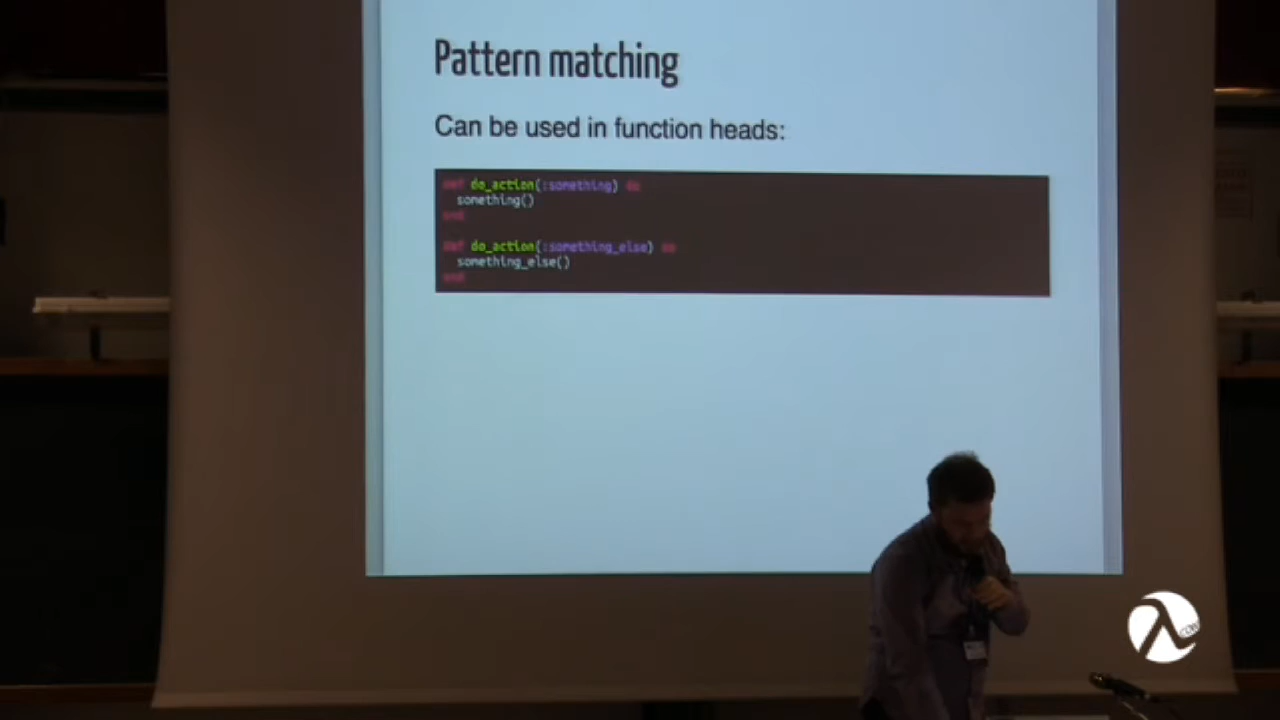 Pattern matching
Can be used in function heads:
def do_action(:something) do
something()
end
def do_action(:something_else) do
something_else()
end
λ
CON